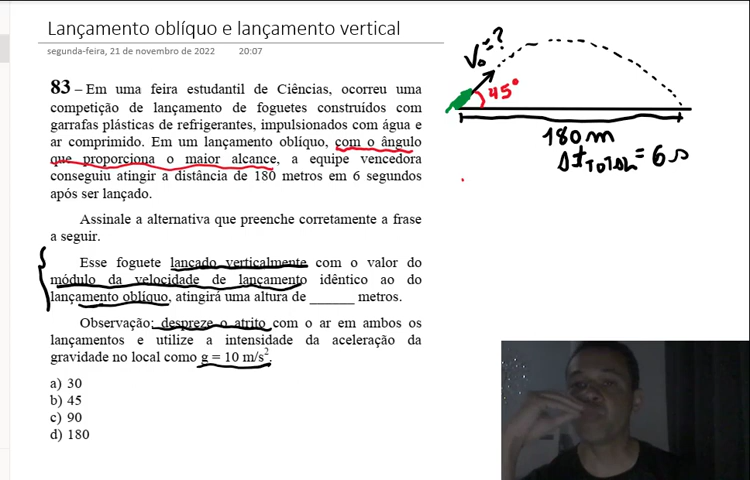 Lançamento oblíquo e lançamento vertical
segunda-feira, 21 de novembro de 2022 20:07
83 – Em uma feira estudantil de Ciências, ocorreu uma
competição de lançamento de foguetes construídos com
garrafas plásticas de refrigerantes, impulsionados com água e
ar comprimido. Em um lançamento oblíquo, com o ângulo
que proporciona o maior alcance, a equipe vencedora
conseguiu atingir a distância de 180 metros em 6 segundos
após ser lançado.
Assinale a alternativa que preenche corretamente a frase
a seguir.
Esse foguete lançado verticalmente com o valor do
módulo da velocidade de lançamento idêntico ao do
lançamento oblíquo, atingirá uma altura de ______ metros.
Observação: despreze o atrito com o ar em ambos os
lançamentos e utilize a intensidade da aceleração da
gravidade no local como g = 10 m/s².
a) 30
b) 45
c) 90
d) 180
V₀=?
45°
180 m
Δt TOTAL = 6 s